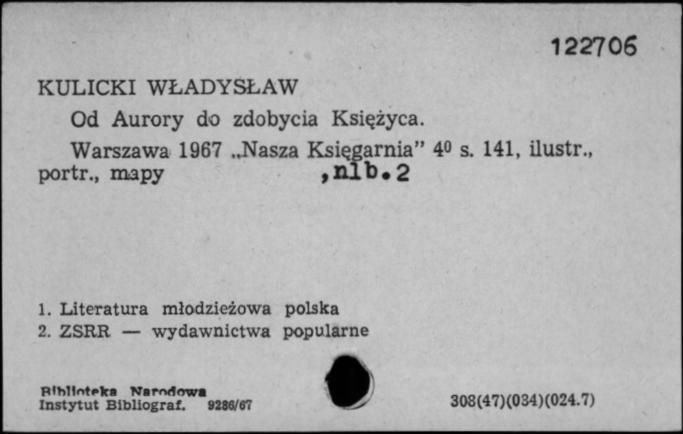 122706
KULICKI WŁADYSŁAW
Od Aurory do zdobycia Księżyca.
Warszawa 1967 „Nasza Księgarnia” 4⁰ s. 141, ilustr.,
portr., mapy , nlb. 2
1. Literatura młodzieżowa polska
2. ZSRR — wydawnictwa popularne
Biblioteka Narodowa
Instytut Bibliograf. 9286/67 308(47)(034)(024.7)